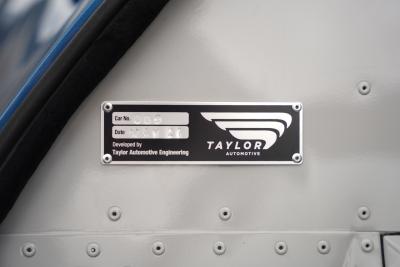 Car No.
Date
Developed by
Taylor Automotive Engineering
TAYLOR
AUTOMOTIVE